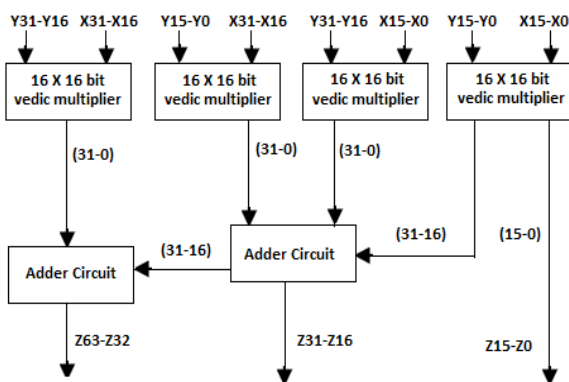 Y31-Y16 X31-X16 Y15-Y0 X31-X16 Y31-Y16 X15-X0 Y15-Y0 X15-X0
16 X 16 bit
vedic multiplier
16 X 16 bit
vedic multiplier
16 X 16 bit
vedic multiplier
16 X 16 bit
vedic multiplier
(31-0)
(31-0)
(31-0)
(31-16)
(31-16)
(15-0)
Adder Circuit
Adder Circuit
Z63-Z32
Z31-Z16
Z15-Z0